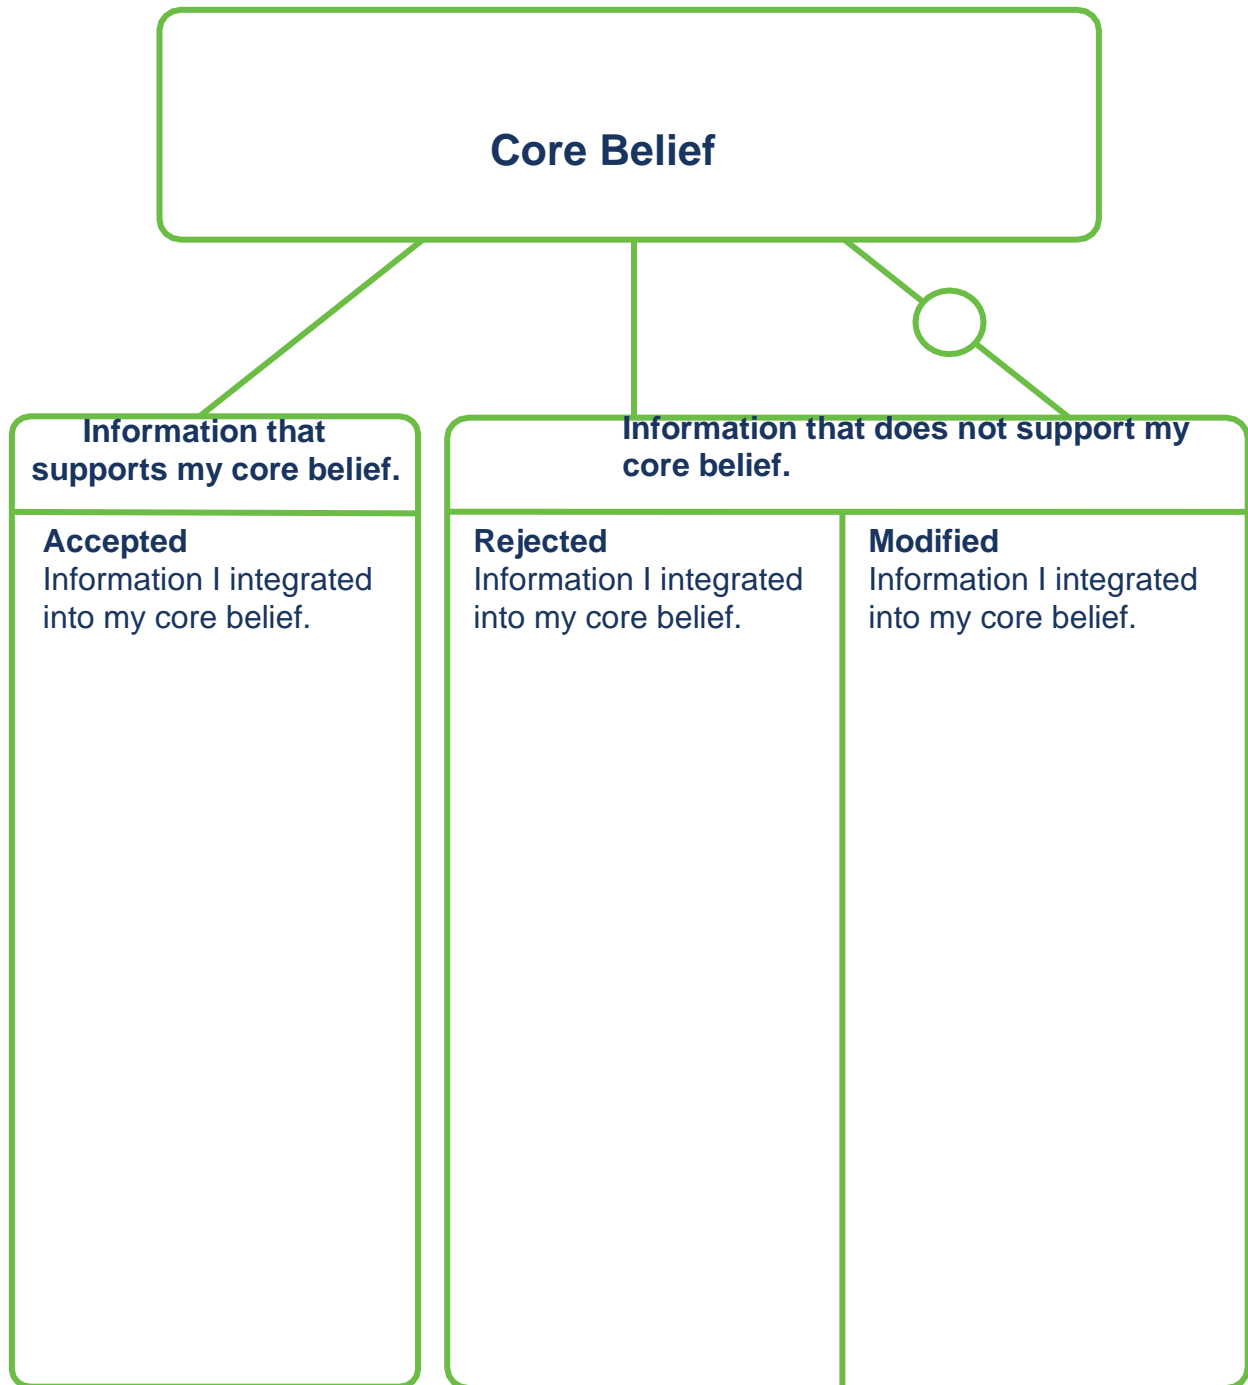 Core Belief
Information that
supports my core belief.
Information that does not support my
core belief.
Accepted
Information I integrated
into my core belief.
Rejected
Information I integrated
into my core belief.
Modified
Information I integrated
into my core belief.